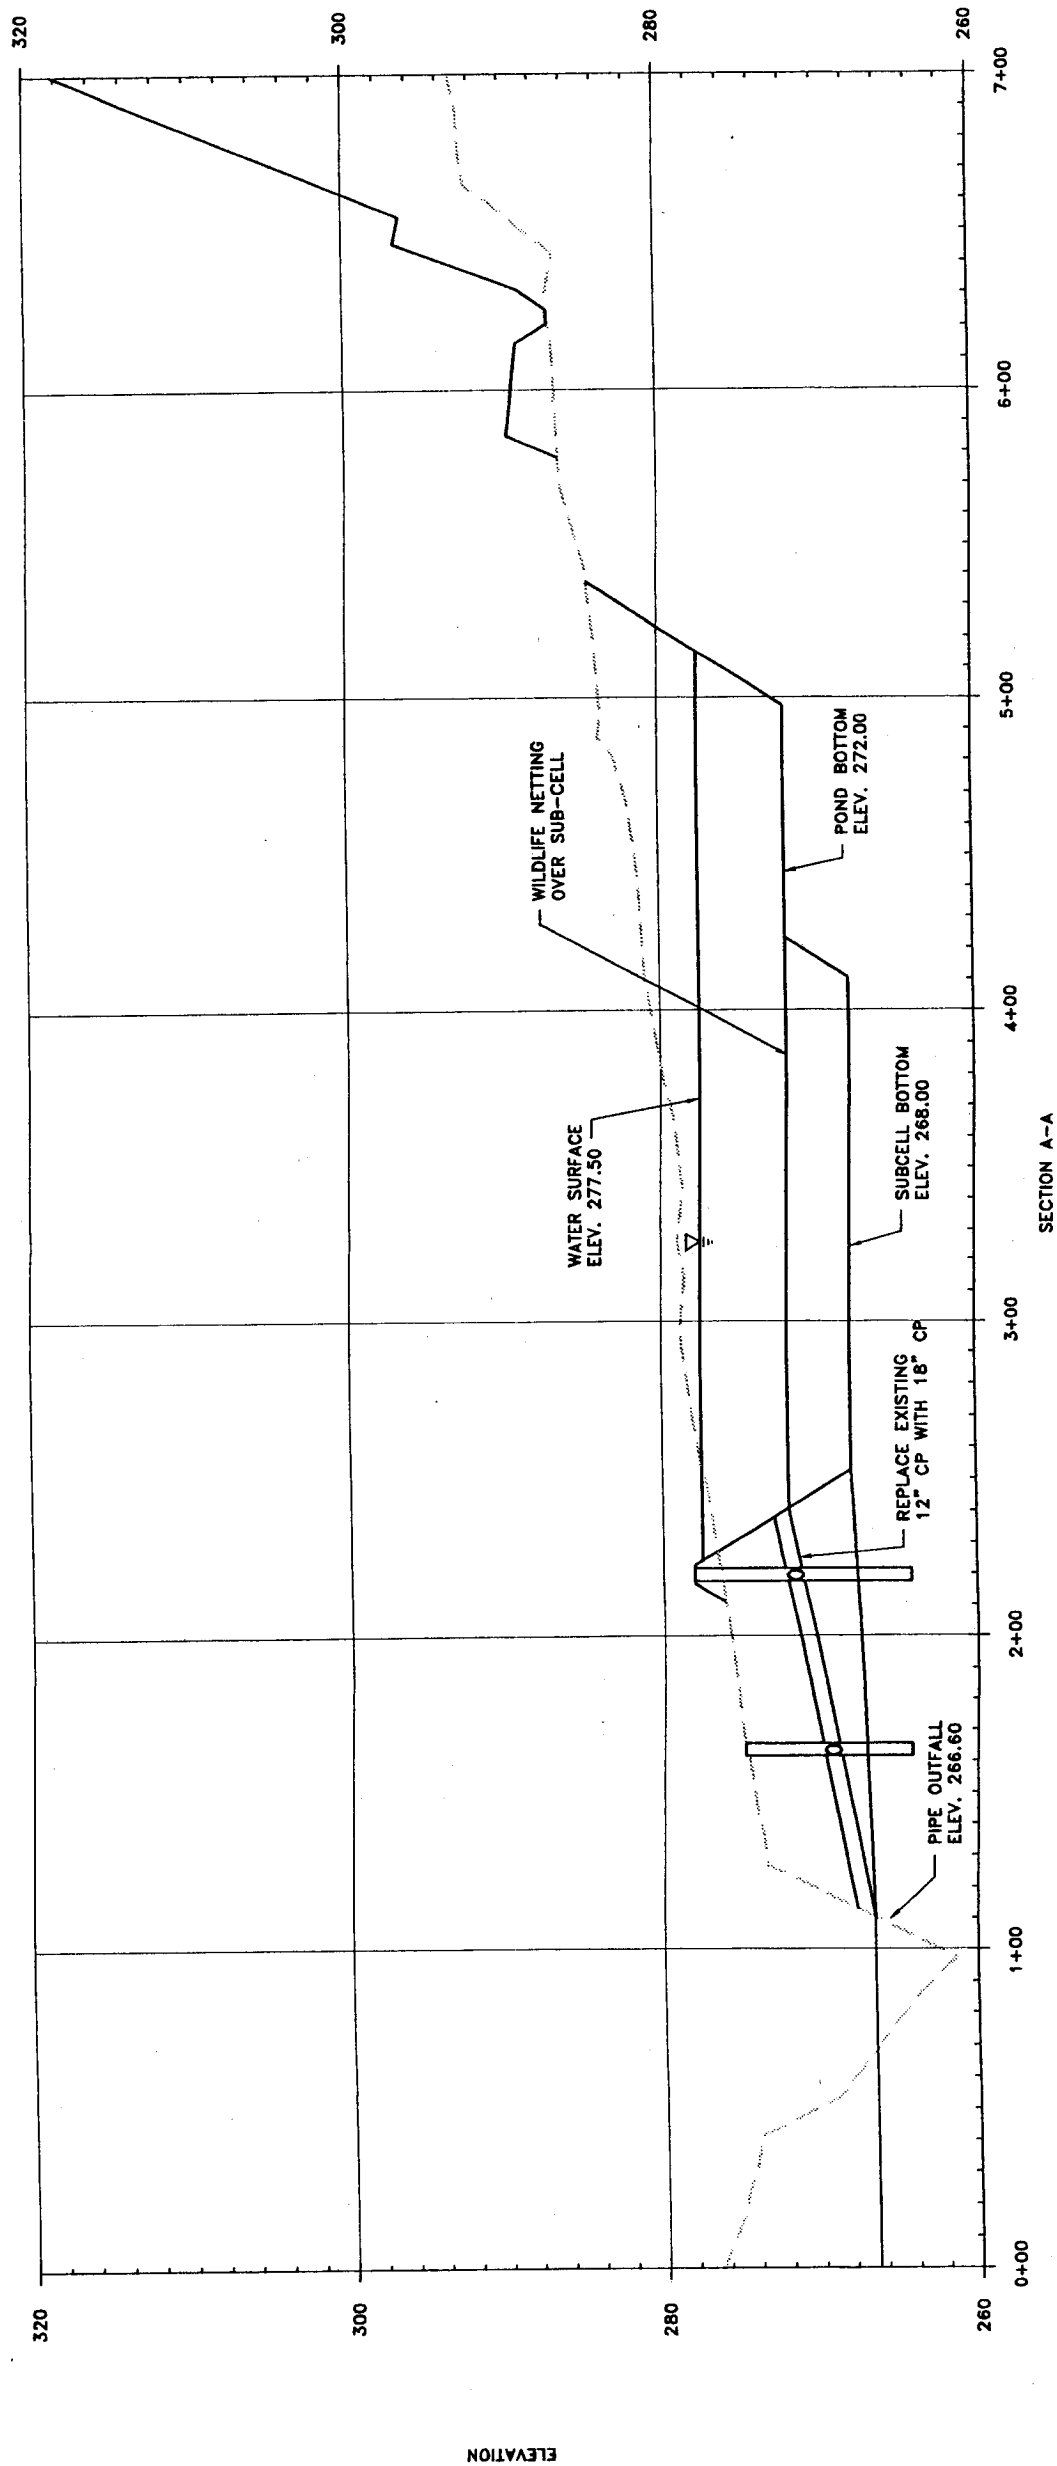 320
300
280
260
ELEVATION
320
300
280
260
WATER SURFACE
ELEV. 277.50
WILDLIFE NETTING
OVER SUB-CELL
POND BOTTOM
ELEV. 272.00
SUBCELL BOTTOM
ELEV. 268.00
REPLACE EXISTING
12" CP WITH 18" CP
PIPE OUTFALL
ELEV. 266.60
0+00
1+00
2+00
3+00
4+00
5+00
6+00
7+00
SECTION A-A